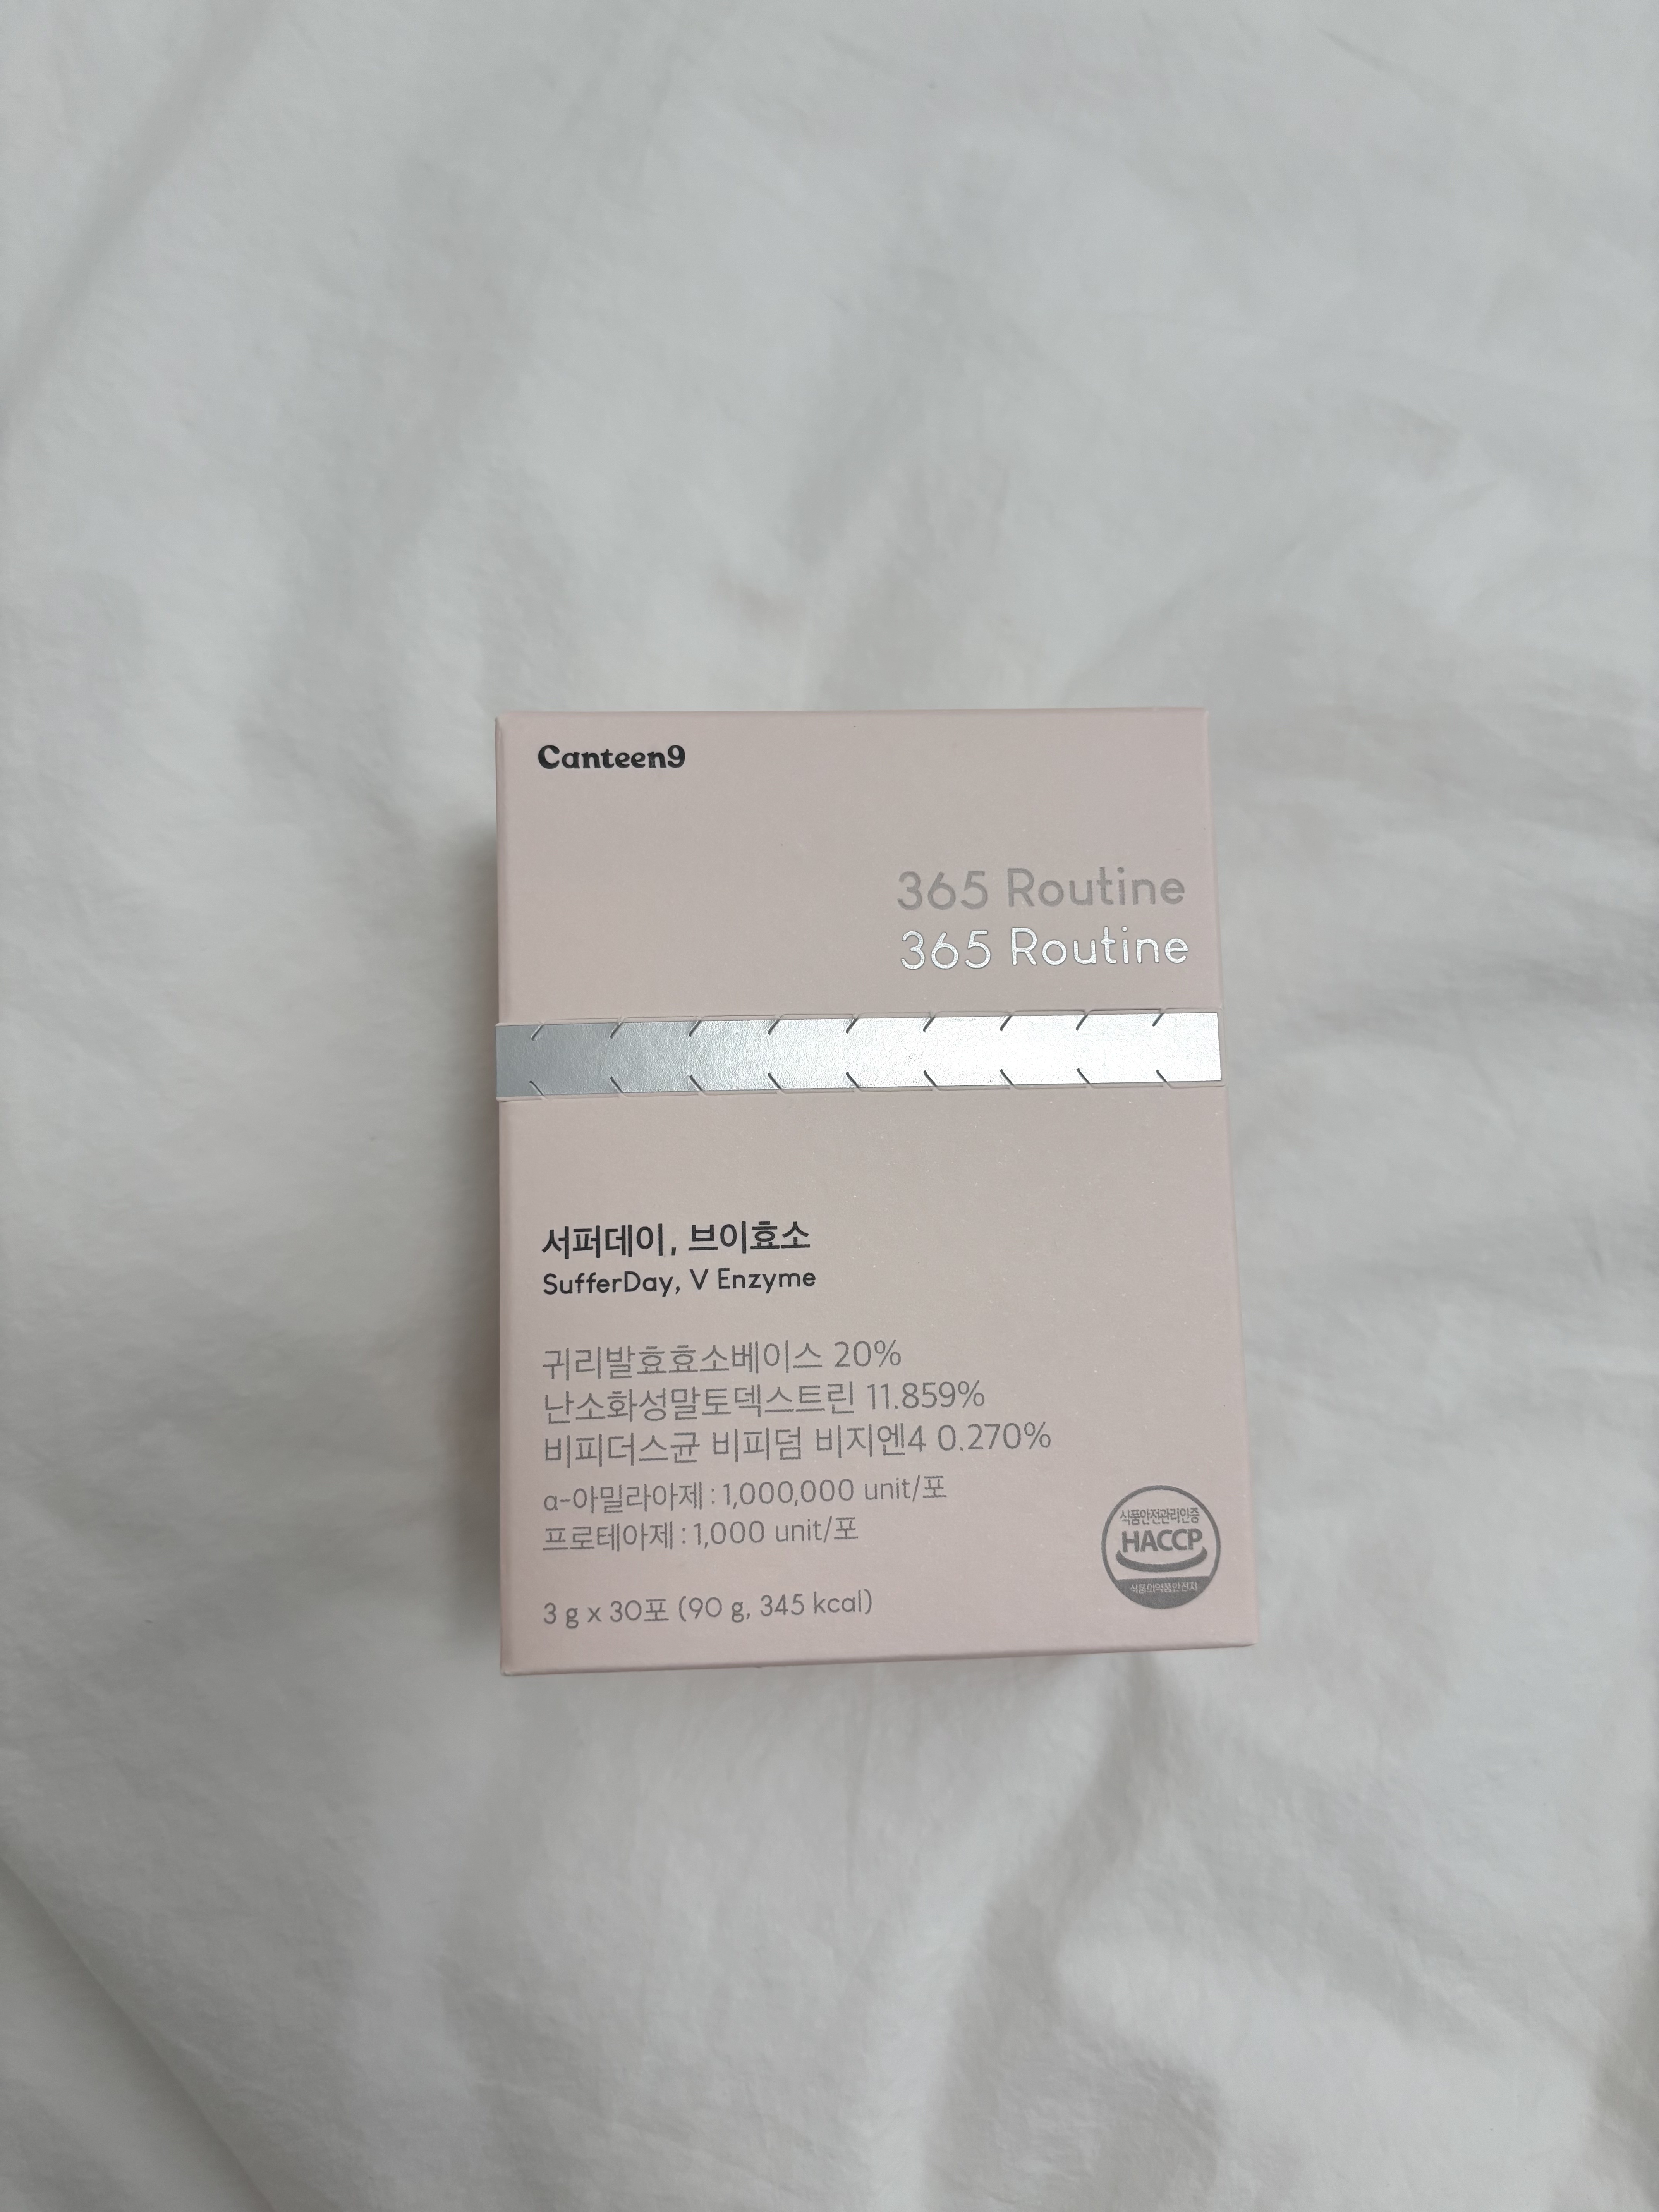 Canteen9
365 Routine
365 Routine
서퍼데이, 브이효소
SufferDay, V Enzyme
귀리발효효소베이스 20%
난소화성말토덱스트린 11.859%
비피더스균 비피덤 비지엔4 0.270%
α-아밀라아제 : 1,000,000 unit/포
프로테아제 : 1,000 unit/포
식품안전관리인증
HACCP
식품의약품안전처
3 g x 30포 (90 g, 345 kcal)